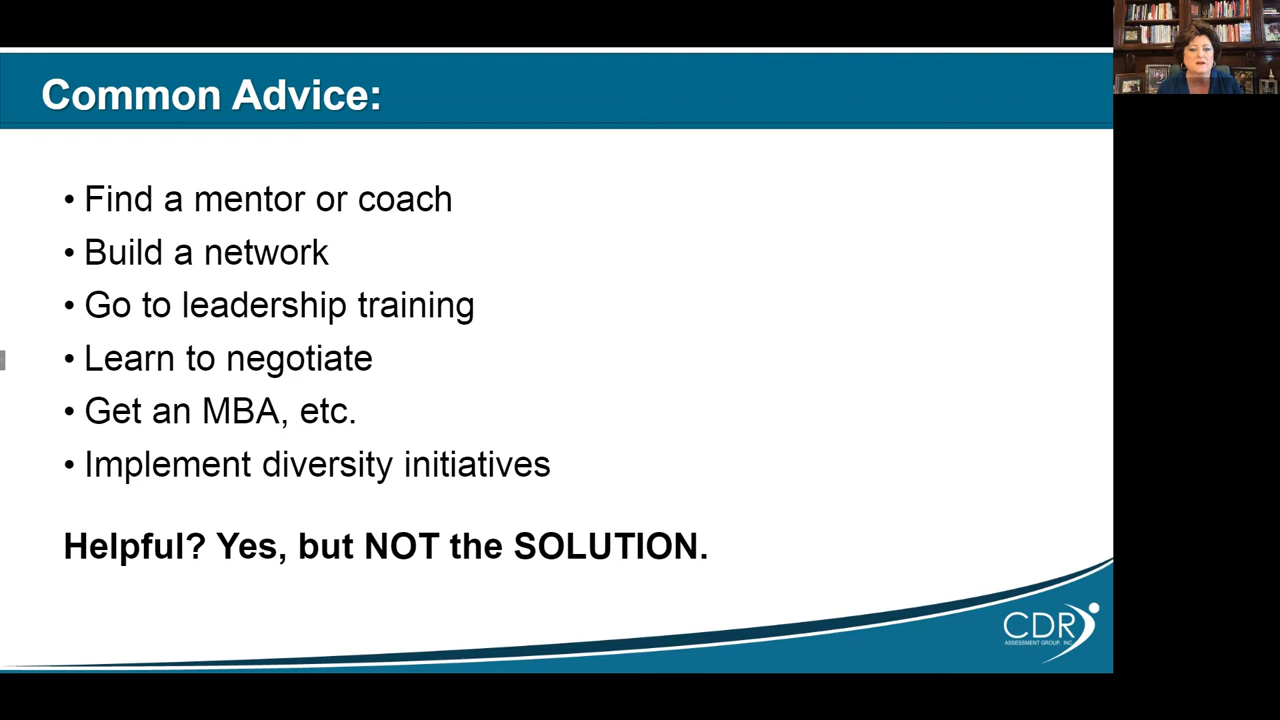 Common Advice:
• Find a mentor or coach
• Build a network
• Go to leadership training
• Learn to negotiate
• Get an MBA, etc.
• Implement diversity initiatives
Helpful? Yes, but NOT the SOLUTION.
CDR
ASSESSMENT GROUP, INC.